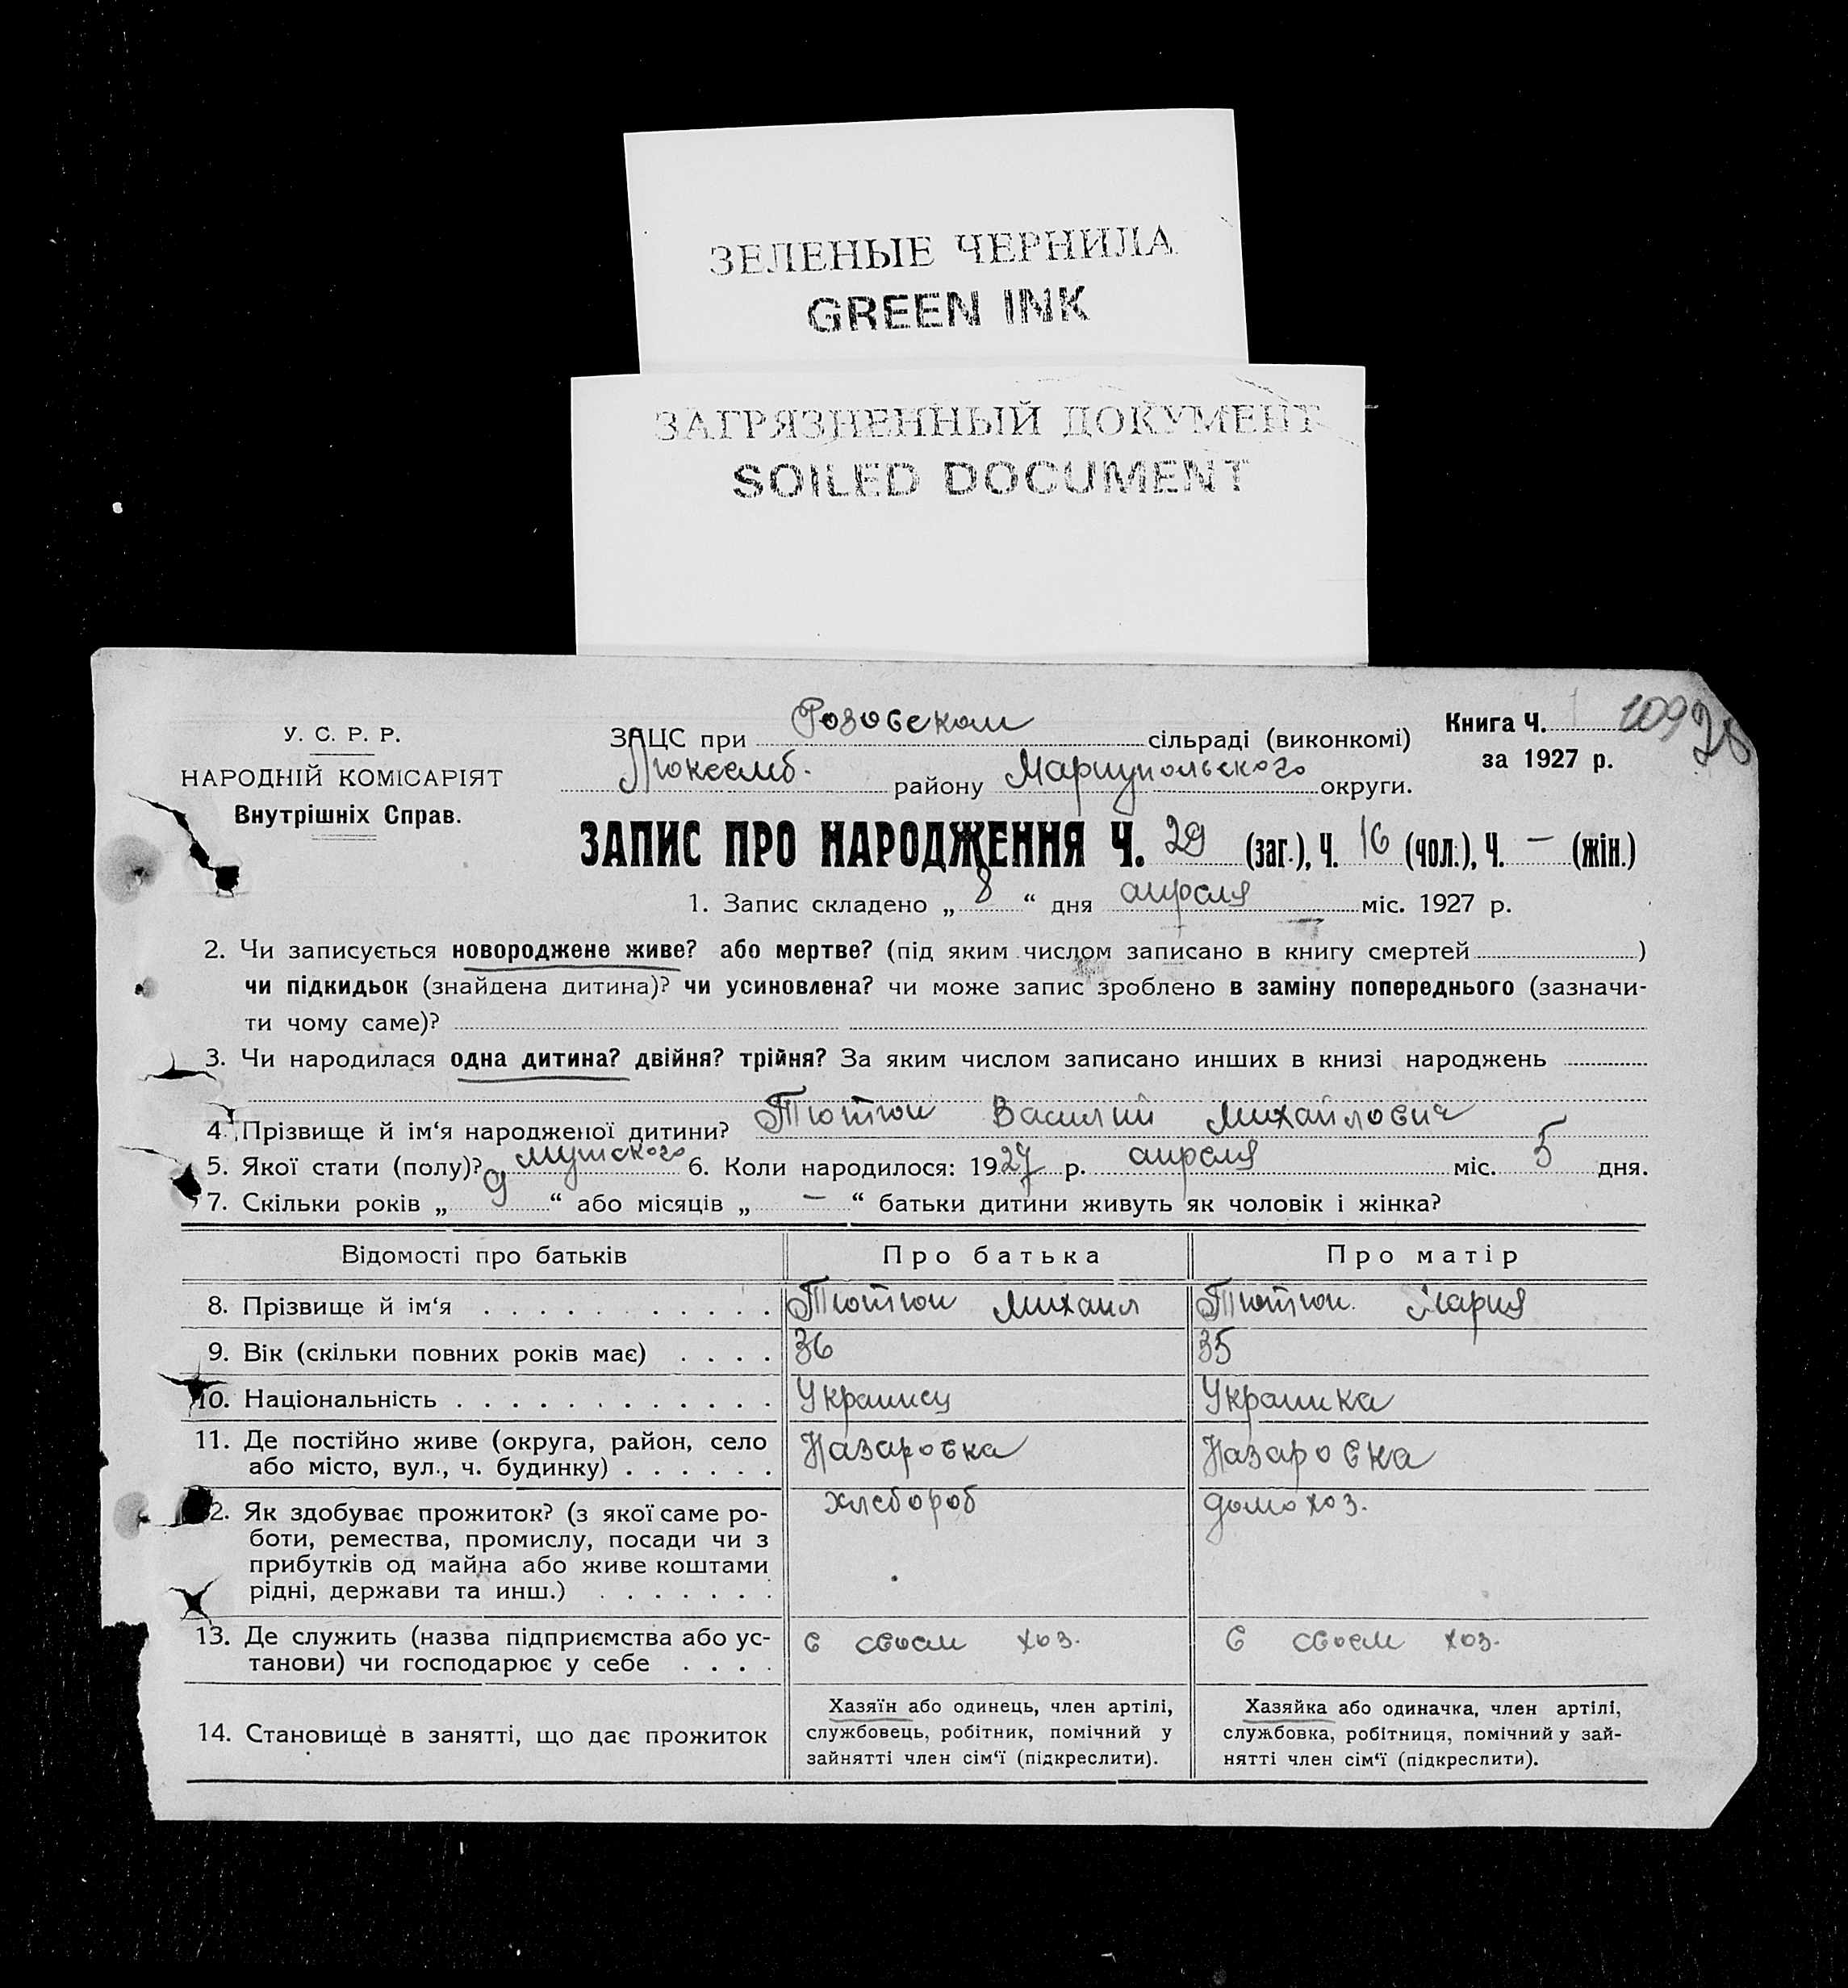 ЗЕЛЕНЫЕ ЧЕРНИЛА
GREEN INK
ЗАГРЯЗНЕННЫЙ ДОКУМЕНТ
SOILED DOCUMENT
У. С. Р. Р.
НАРОДНІЙ КОМІСАРІЯТ
Внутрішніх Справ.
ЗАЦС при Розовском сільраді (виконкомі)
Люксемб. району Мариупольского округи.
Книга Ч. 109
за 1927 р.
ЗАПИС ПРО НАРОДЖЕННЯ Ч. 29 (заг.), Ч. 16 (чол.), Ч. — (жін.)
1. Запис складено „ 8 “ дня апреля міс. 1927 р.
2. Чи записується новороджене живе? або мертве? (під яким числом записано в книгу смертей )
чи підкидьок (знайдена дитина)? чи усиновлена? чи може запис зроблено в заміну попереднього (зазначи-
ти чому саме)?
3. Чи народилася одна дитина? двійня? трійня? За яким числом записано инших в книзі народжень
4. Прізвище й ім‘я народженої дитини? Тютюн Василий Михайлович
5. Якої стати (полу)? мужского 6. Коли народилося: 1927 р. апреля міс. 5 дня.
7. Скільки років „ 9 “ або місяців „ — “ батьки дитини живуть як чоловік і жінка?
Відомості про батьків Про батька Про матір
8. Прізвище й ім‘я Тютюн Михаил Тютюн Мария
9. Вік (скільки повних років має) 36 35
10. Національність Украинец Украинка
11. Де постійно живе (округа, район, село
або місто, вул., ч. будинку) Назаровка Назаровка
12. Як здобуває прожиток? (з якої саме ро- хлебороб домохоз.
боти, ремества, промислу, посади чи з
прибутків од майна або живе коштами
рідні, держави та инш.)
13. Де служить (назва підприємства або ус- в своем хоз. в своем хоз.
танови) чи господарює у себе
14. Становище в занятті, що дає прожиток
Хазяїн або одинець, член артілі,
службовець, робітник, помічний у
зайнятті член сім‘ї (підкреслити).
Хазяйка або одиначка, член артілі,
службовка, робітниця, помічний у зай-
нятті член сім‘ї (підкреслити).